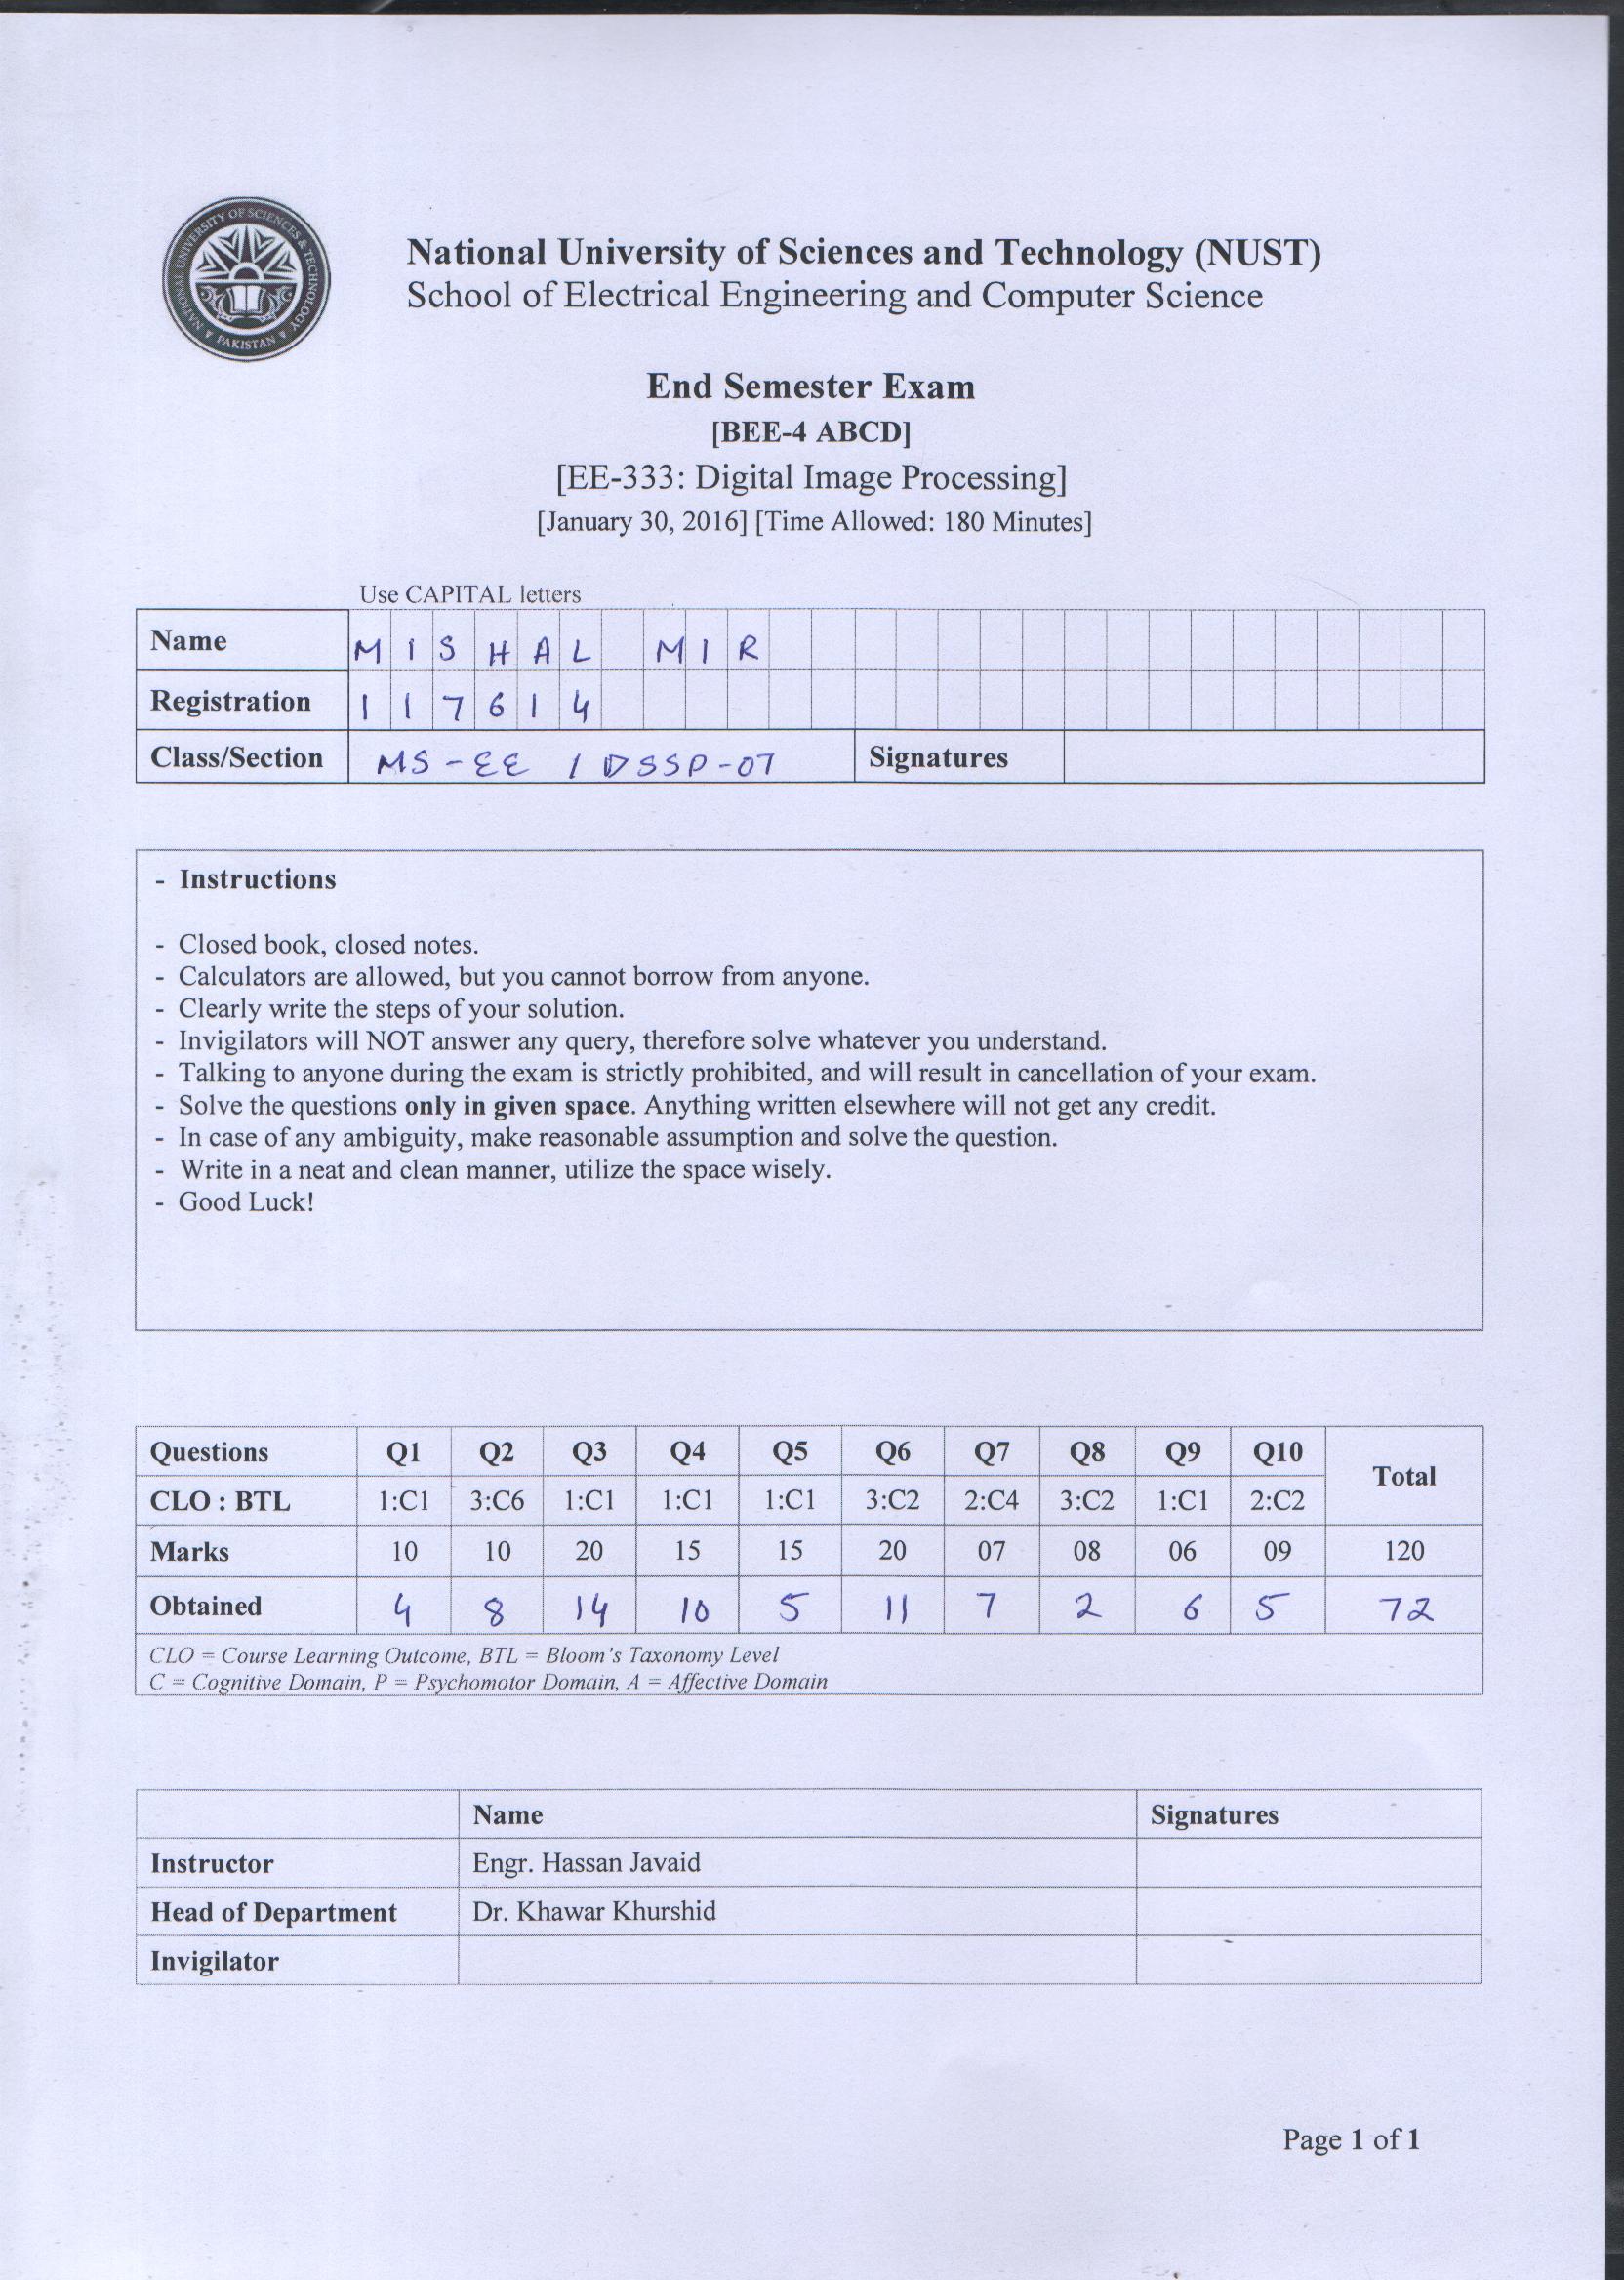 NATIONAL UNIVERSITY OF SCIENCES & TECHNOLOGY
PAKISTAN
National University of Sciences and Technology (NUST)
School of Electrical Engineering and Computer Science
End Semester Exam
[BEE-4 ABCD]
[EE-333: Digital Image Processing]
[January 30, 2016] [Time Allowed: 180 Minutes]
Use CAPITAL letters
Name MISHAL MIR
Registration 117614
Class/Section MS-EE / DSSP-07 Signatures
- Instructions
- Closed book, closed notes.
- Calculators are allowed, but you cannot borrow from anyone.
- Clearly write the steps of your solution.
- Invigilators will NOT answer any query, therefore solve whatever you understand.
- Talking to anyone during the exam is strictly prohibited, and will result in cancellation of your exam.
- Solve the questions only in given space. Anything written elsewhere will not get any credit.
- In case of any ambiguity, make reasonable assumption and solve the question.
- Write in a neat and clean manner, utilize the space wisely.
- Good Luck!
Questions Q1 Q2 Q3 Q4 Q5 Q6 Q7 Q8 Q9 Q10 Total
CLO : BTL 1:C1 3:C6 1:C1 1:C1 1:C1 3:C2 2:C4 3:C2 1:C1 2:C2
Marks 10 10 20 15 15 20 07 08 06 09 120
Obtained 4 8 14 10 5 11 7 2 6 5 72
CLO = Course Learning Outcome, BTL = Bloom's Taxonomy Level
C = Cognitive Domain, P = Psychomotor Domain, A = Affective Domain
Name Signatures
Instructor Engr. Hassan Javaid
Head of Department Dr. Khawar Khurshid
Invigilator
Page 1 of 1